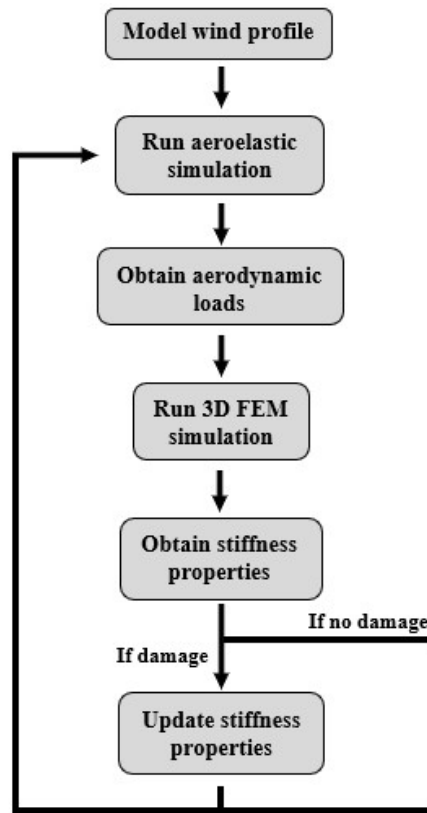 Model wind profile
Run aeroelastic
simulation
Obtain aerodynamic
loads
Run 3D FEM
simulation
Obtain stiffness
properties
If no damage
If damage
Update stiffness
properties